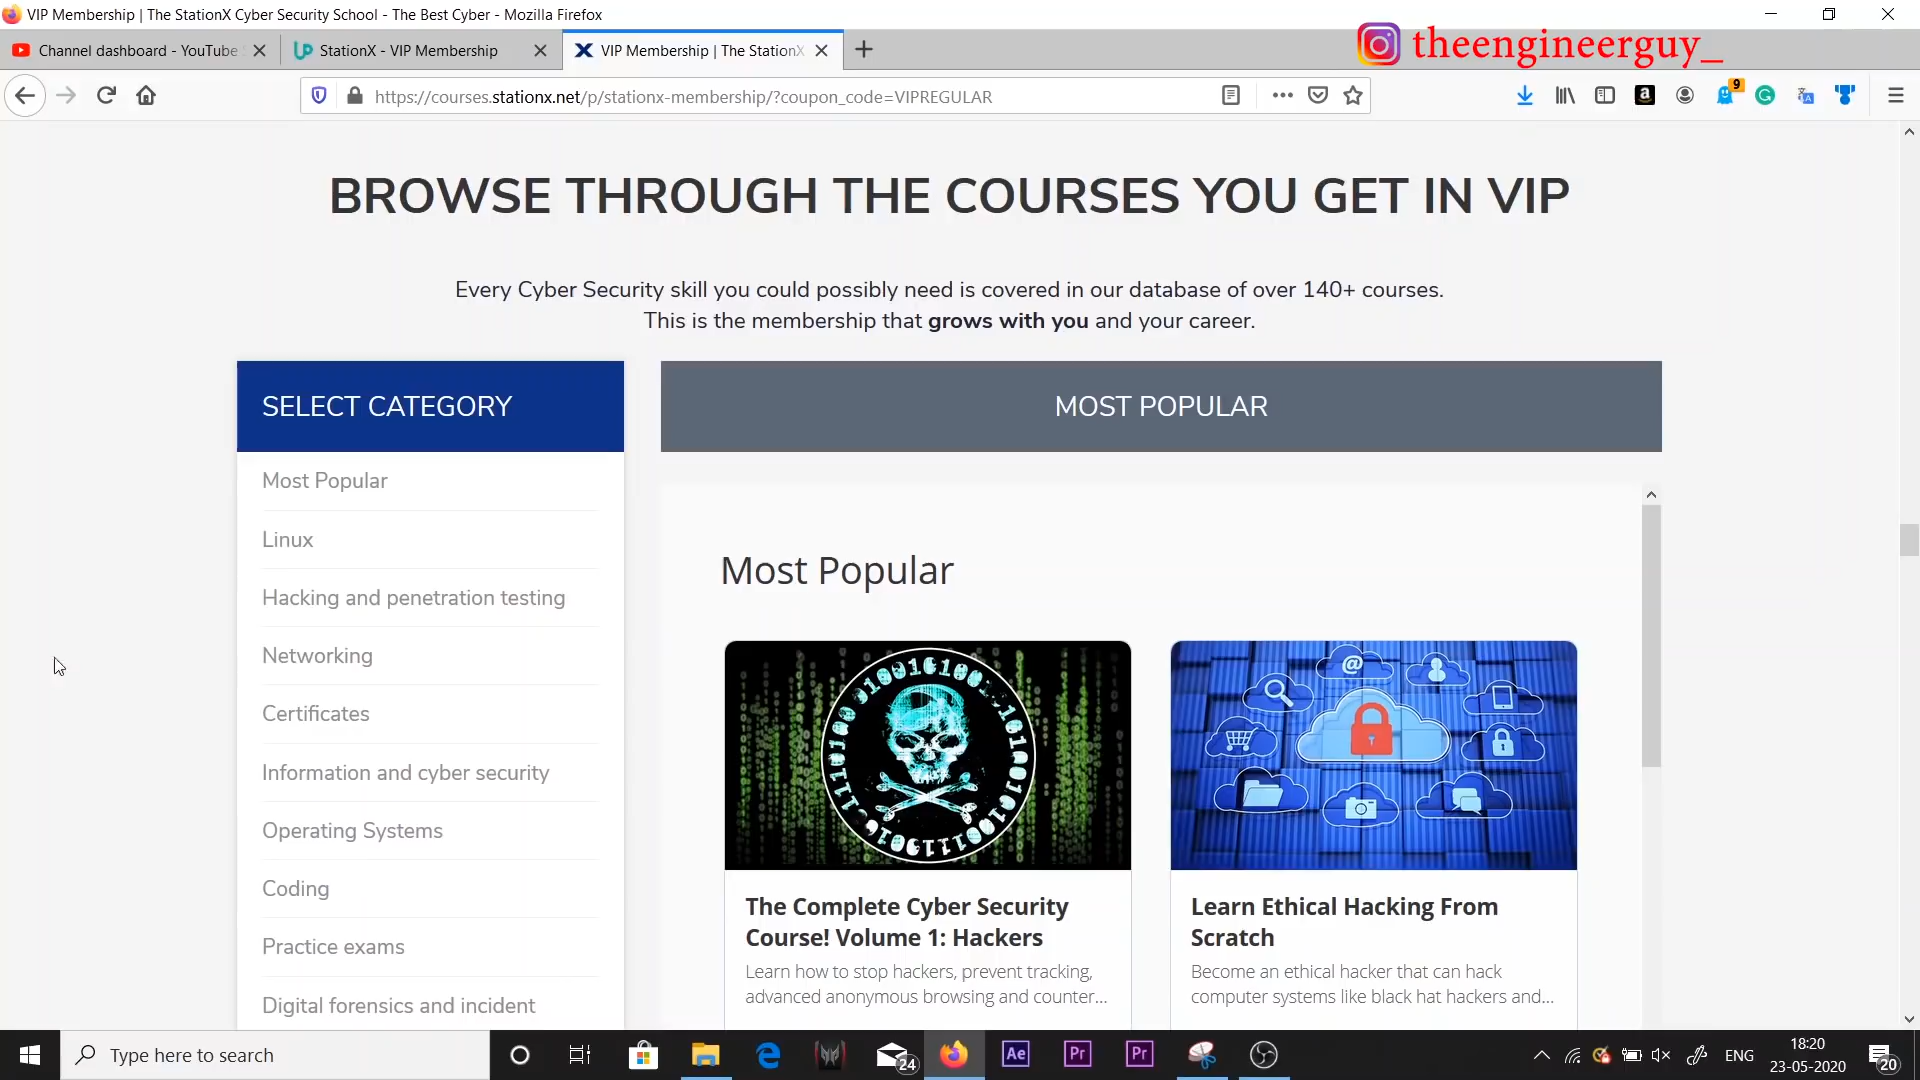 VIP Membership | The StationX Cyber Security School - The Best Cyber - Mozilla Firefox
theengineerguy_
Channel dashboard - YouTube
StationX - VIP Membership
VIP Membership | The StationX
https://courses.stationx.net/p/stationx-membership/?coupon_code=VIPREGULAR
9
BROWSE THROUGH THE COURSES YOU GET IN VIP
Every Cyber Security skill you could possibly need is covered in our database of over 140+ courses.
This is the membership that grows with you and your career.
SELECT CATEGORY
MOST POPULAR
Most Popular
Linux
Hacking and penetration testing
Networking
Certificates
Information and cyber security
Operating Systems
Coding
Practice exams
Digital forensics and incident
Most Popular
The Complete Cyber Security
Course! Volume 1: Hackers
Learn how to stop hackers, prevent tracking,
advanced anonymous browsing and counter...
Learn Ethical Hacking From
Scratch
Become an ethical hacker that can hack
computer systems like black hat hackers and...
Type here to search
24
Ae
Pr
Pr
ENG
18:20
23-05-2020
20